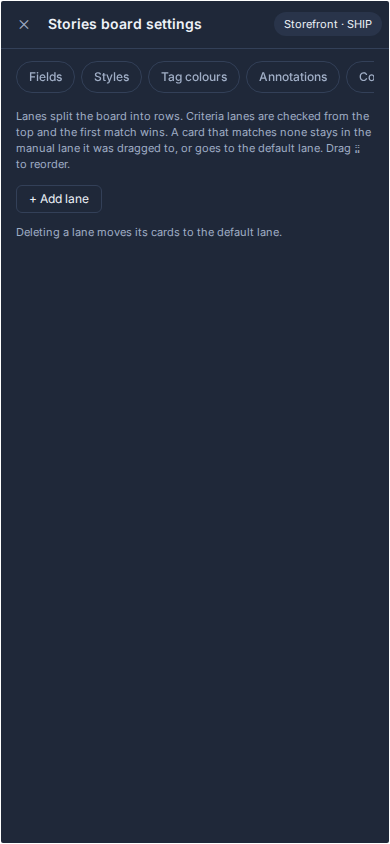 Stories board settings
Storefront · SHIP
Fields
Styles
Tag colours
Annotations
Co
Lanes split the board into rows. Criteria lanes are checked from the
top and the first match wins. A card that matches none stays in the
manual lane it was dragged to, or goes to the default lane. Drag ⠿
to reorder.
+ Add lane
Deleting a lane moves its cards to the default lane.